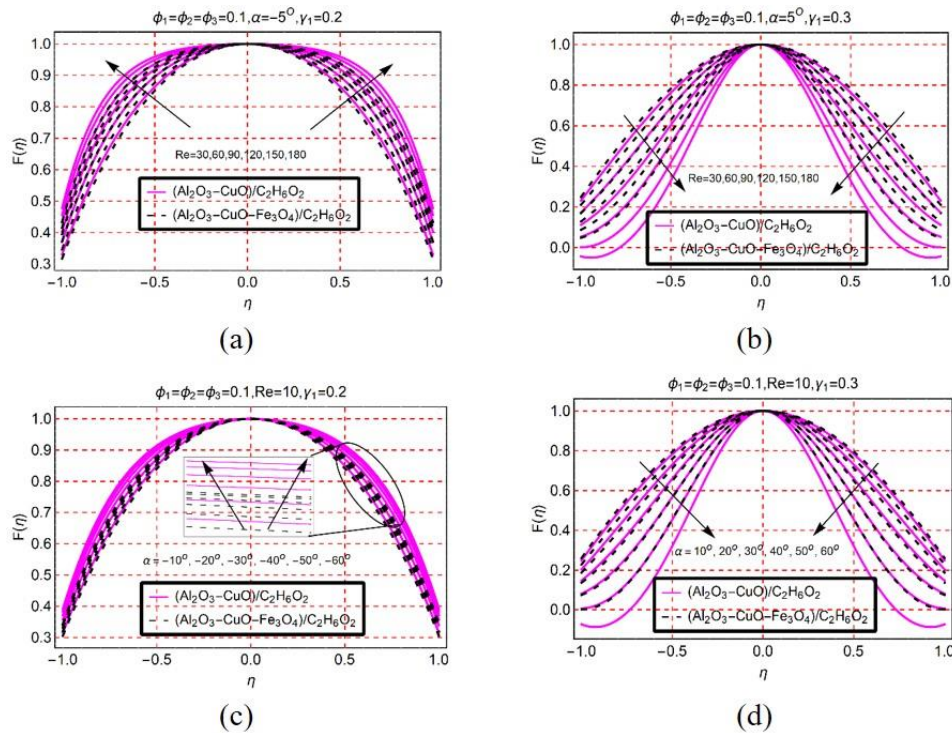 ϕ₁=ϕ₂=ϕ₃=0.1,α=−5°,γ₁=0.2
1.0
0.9
0.8
0.7
0.6
0.5
0.4
0.3
F(η)
Re=30,60,90,120,150,180
(Al₂O₃−CuO)/C₂H₆O₂
(Al₂O₃−CuO−Fe₃O₄)/C₂H₆O₂
−1.0 −0.5 0.0 0.5 1.0
η
(a)
ϕ₁=ϕ₂=ϕ₃=0.1,α=5°,γ₁=0.3
1.0
0.8
0.6
0.4
0.2
0.0
F(η)
Re=30,60,90,120,150,180
(Al₂O₃−CuO)/C₂H₆O₂
(Al₂O₃−CuO−Fe₃O₄)/C₂H₆O₂
−1.0 −0.5 0.0 0.5 1.0
η
(b)
ϕ₁=ϕ₂=ϕ₃=0.1,Re=10,γ₁=0.2
1.0
0.9
0.8
0.7
0.6
0.5
0.4
0.3
F(η)
α=−10°, −20°, −30°, −40°, −50°, −60°
(Al₂O₃−CuO)/C₂H₆O₂
(Al₂O₃−CuO−Fe₃O₄)/C₂H₆O₂
−1.0 −0.5 0.0 0.5 1.0
η
(c)
ϕ₁=ϕ₂=ϕ₃=0.1,Re=10,γ₁=0.3
1.0
0.8
0.6
0.4
0.2
0.0
F(η)
α=10°, 20°, 30°, 40°, 50°, 60°
(Al₂O₃−CuO)/C₂H₆O₂
(Al₂O₃−CuO−Fe₃O₄)/C₂H₆O₂
−1.0 −0.5 0.0 0.5 1.0
η
(d)